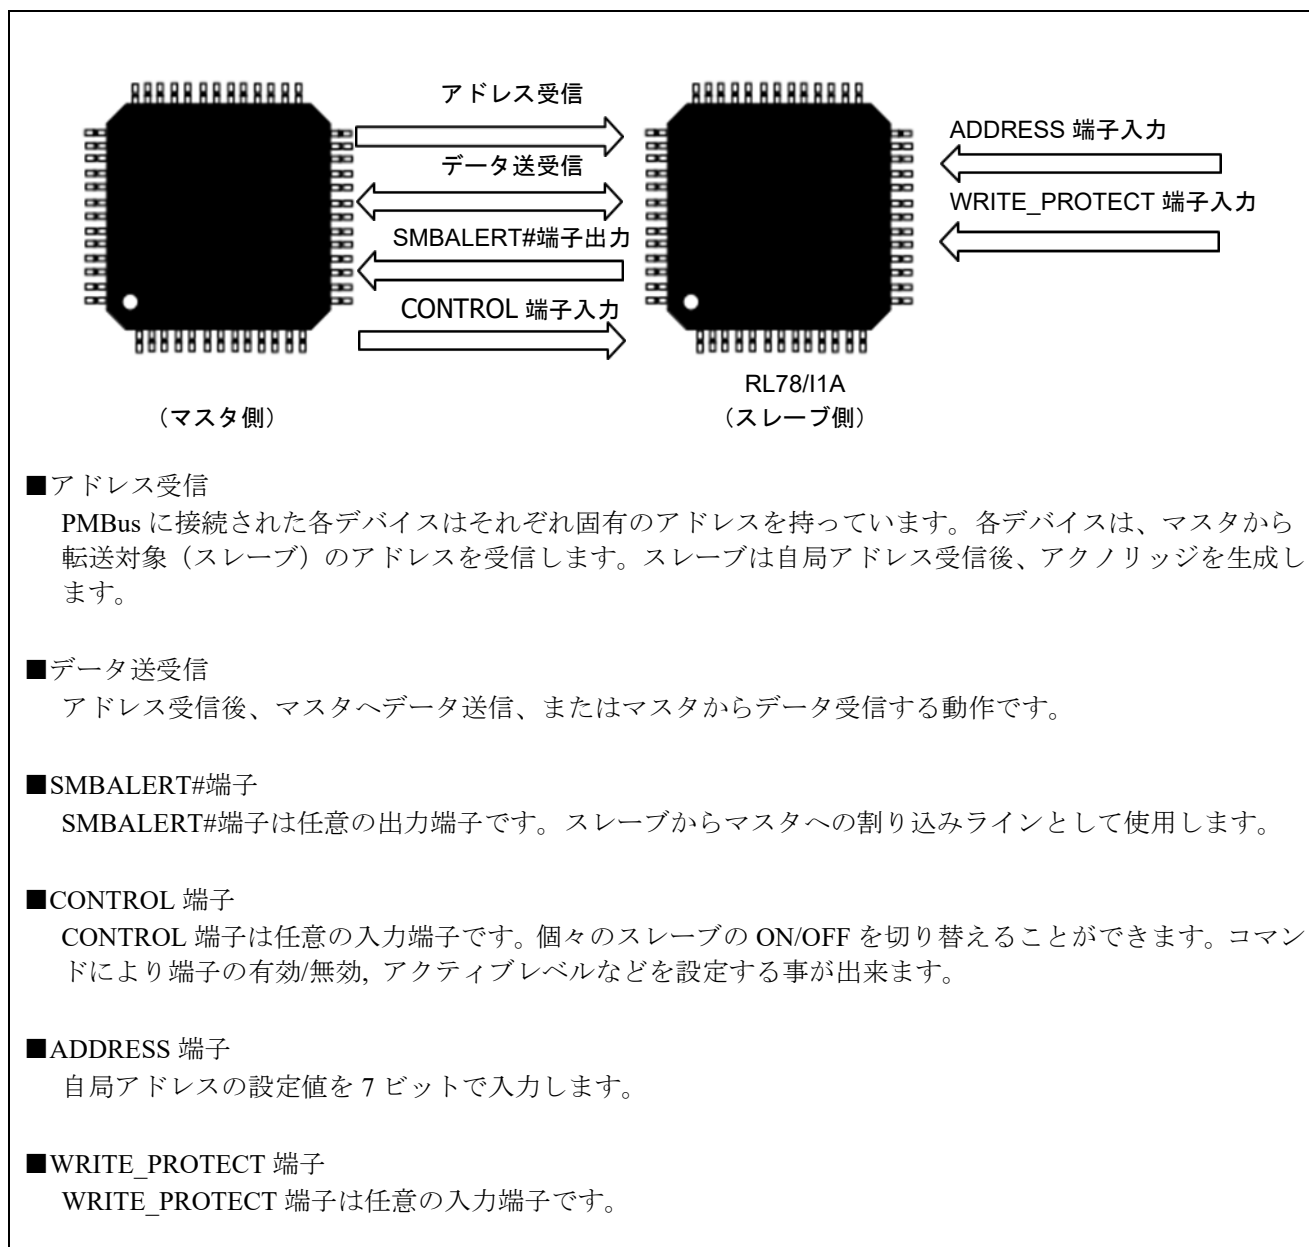 アドレス受信
データ送受信
SMBALERT#端子出力
CONTROL 端子入力
ADDRESS 端子入力
WRITE_PROTECT 端子入力
（マスタ側）
RL78/I1A
（スレーブ側）
■アドレス受信
PMBus に接続された各デバイスはそれぞれ固有のアドレスを持っています。各デバイスは、マスタから
転送対象（スレーブ）のアドレスを受信します。スレーブは自局アドレス受信後、アクノリッジを生成し
ます。
■データ送受信
アドレス受信後、マスタへデータ送信、またはマスタからデータ受信する動作です。
■SMBALERT#端子
SMBALERT#端子は任意の出力端子です。スレーブからマスタへの割り込みラインとして使用します。
■CONTROL 端子
CONTROL 端子は任意の入力端子です。個々のスレーブの ON/OFF を切り替えることができます。コマン
ドにより端子の有効/無効, アクティブレベルなどを設定する事が出来ます。
■ADDRESS 端子
自局アドレスの設定値を 7 ビットで入力します。
■WRITE_PROTECT 端子
WRITE_PROTECT 端子は任意の入力端子です。